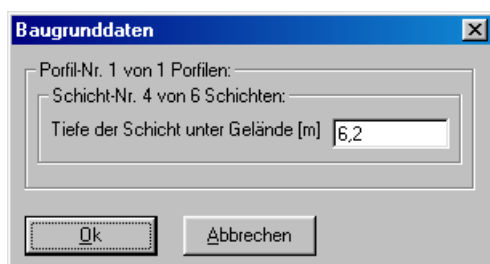 Baugrunddaten
Porfil-Nr. 1 von 1 Porfilen:
Schicht-Nr. 4 von 6 Schichten:
Tiefe der Schicht unter Gelände [m] 6,2
Ok Abbrechen